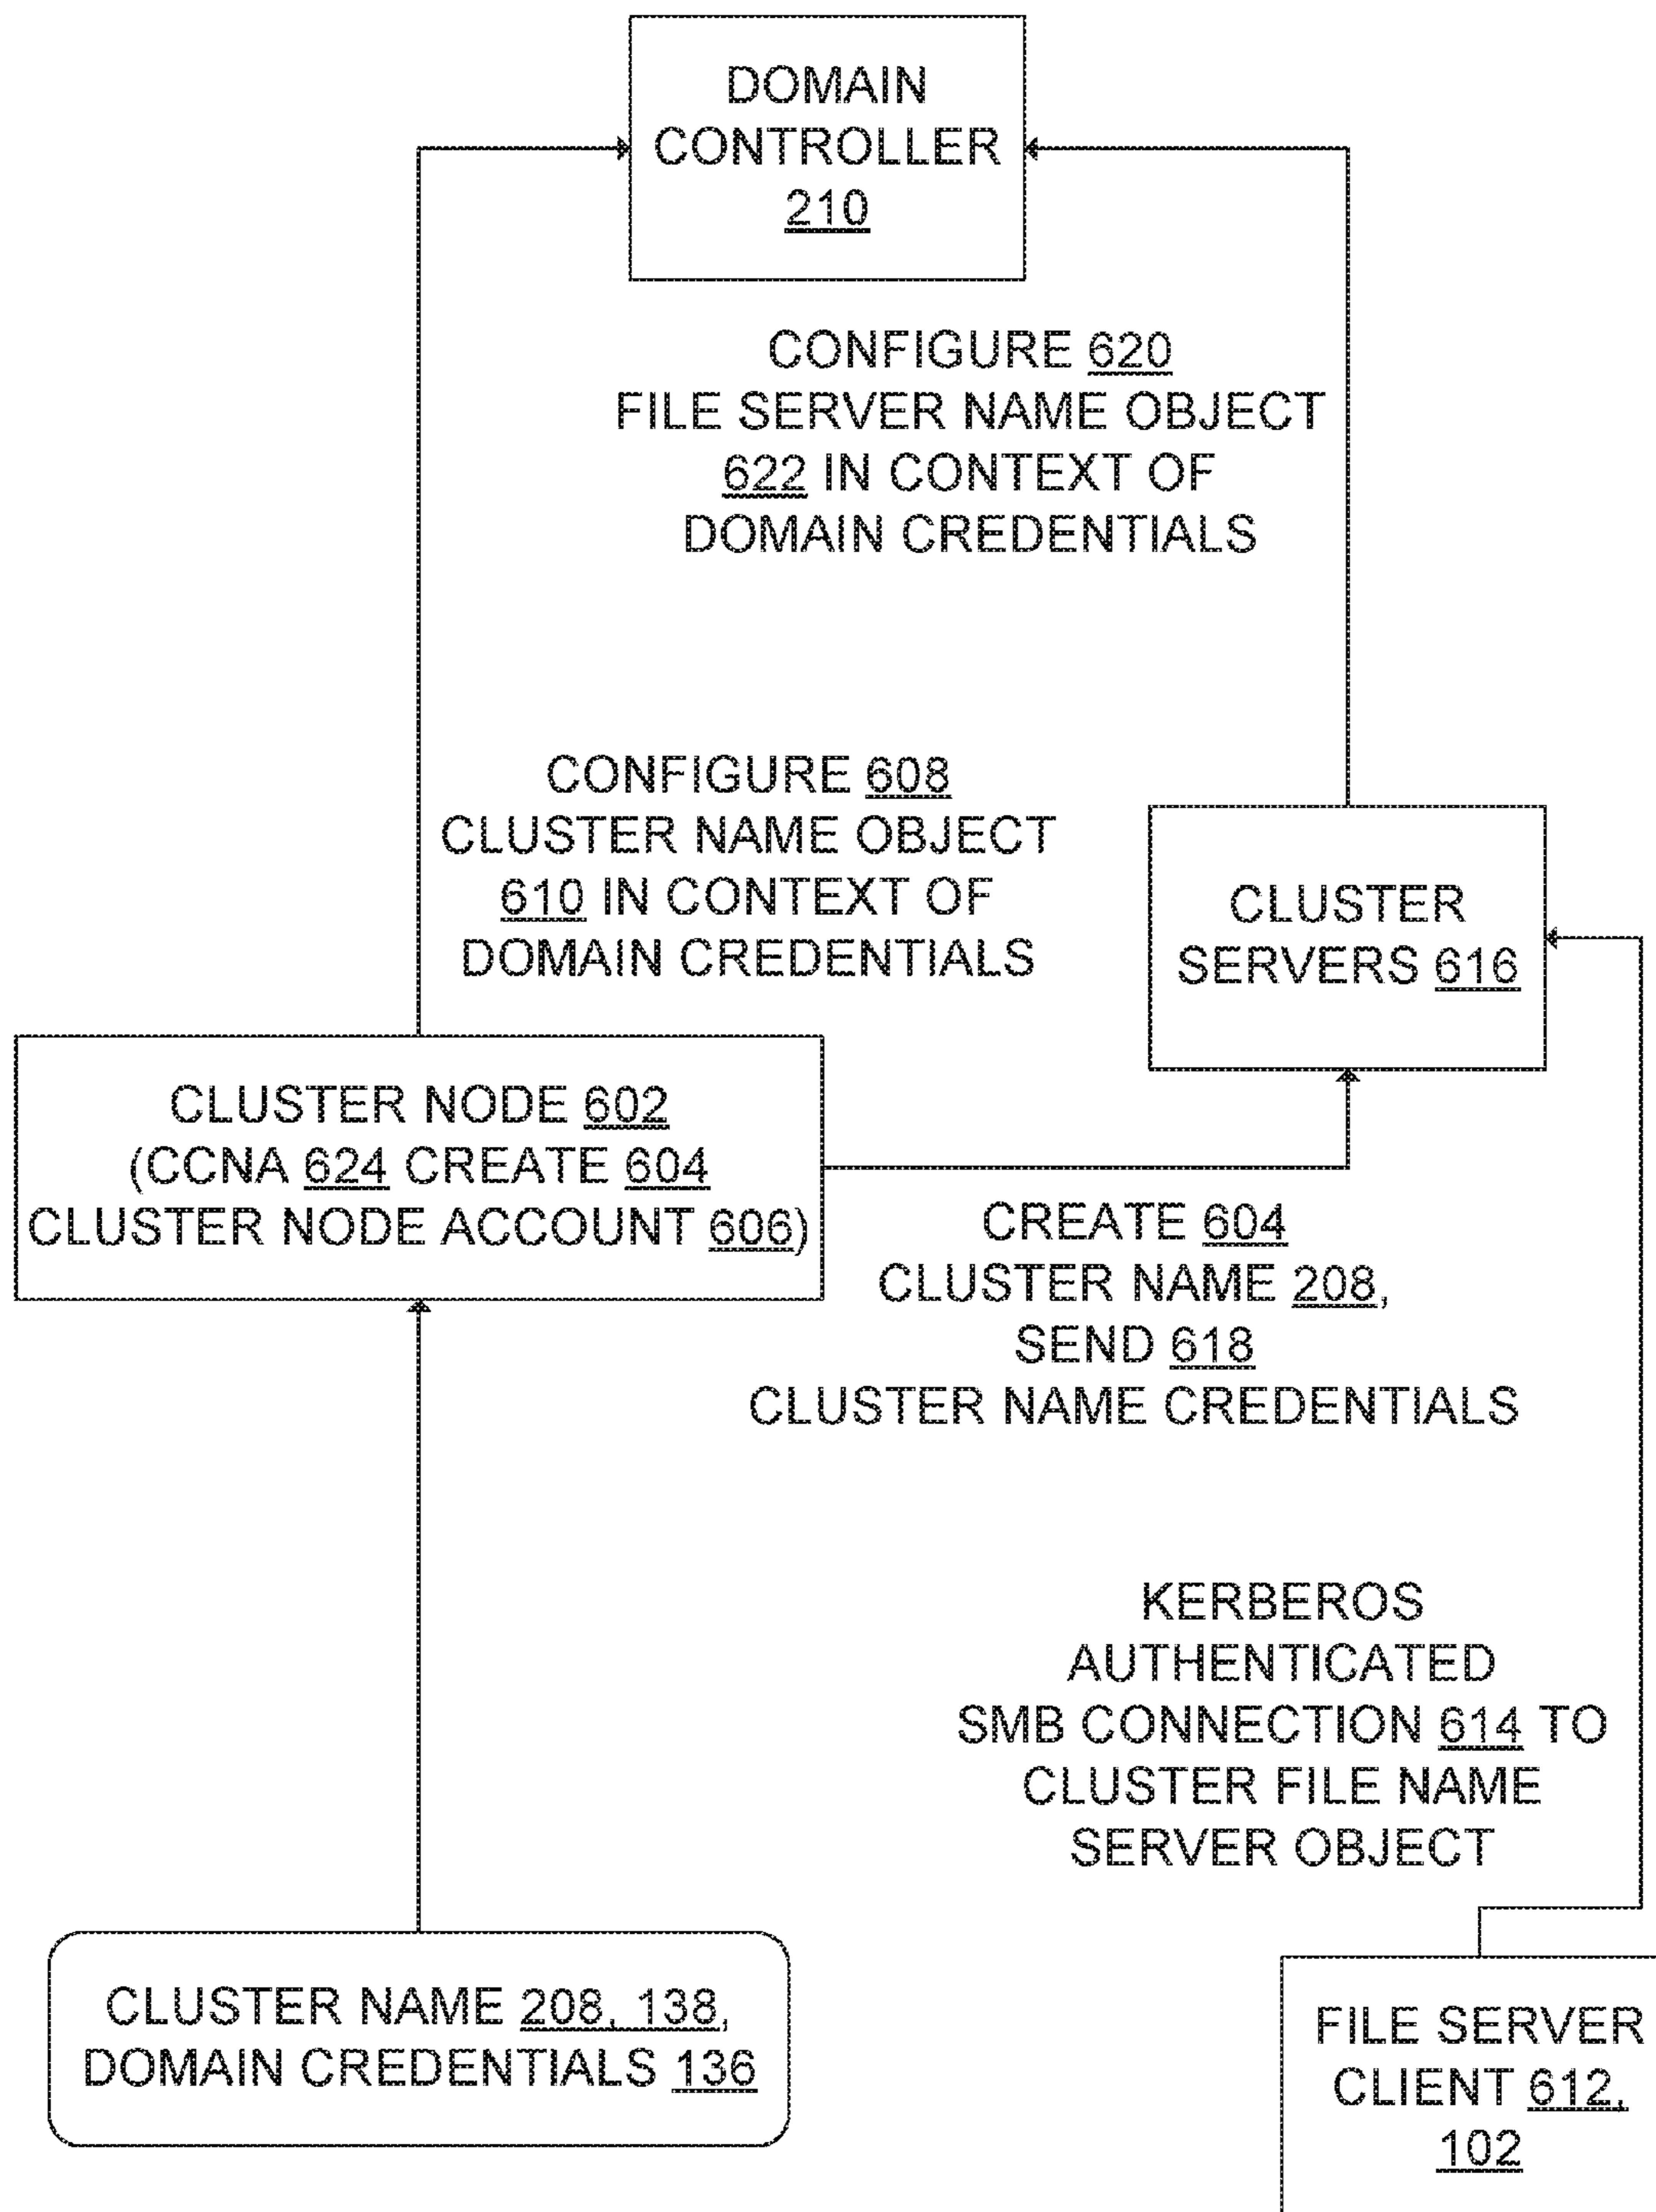 DOMAIN
CONTROLLER
210
CONFIGURE 620
FILE SERVER NAME OBJECT
622 IN CONTEXT OF
DOMAIN CREDENTIALS
CONFIGURE 608
CLUSTER NAME OBJECT
610 IN CONTEXT OF
DOMAIN CREDENTIALS
CLUSTER
SERVERS 616
CLUSTER NODE 602
(CCNA 624 CREATE 604
CLUSTER NODE ACCOUNT 606)
CREATE 604
CLUSTER NAME 208,
SEND 618
CLUSTER NAME CREDENTIALS
KERBEROS
AUTHENTICATED
SMB CONNECTION 614 TO
CLUSTER FILE NAME
SERVER OBJECT
CLUSTER NAME 208, 138,
DOMAIN CREDENTIALS 136
FILE SERVER
CLIENT 612,
102